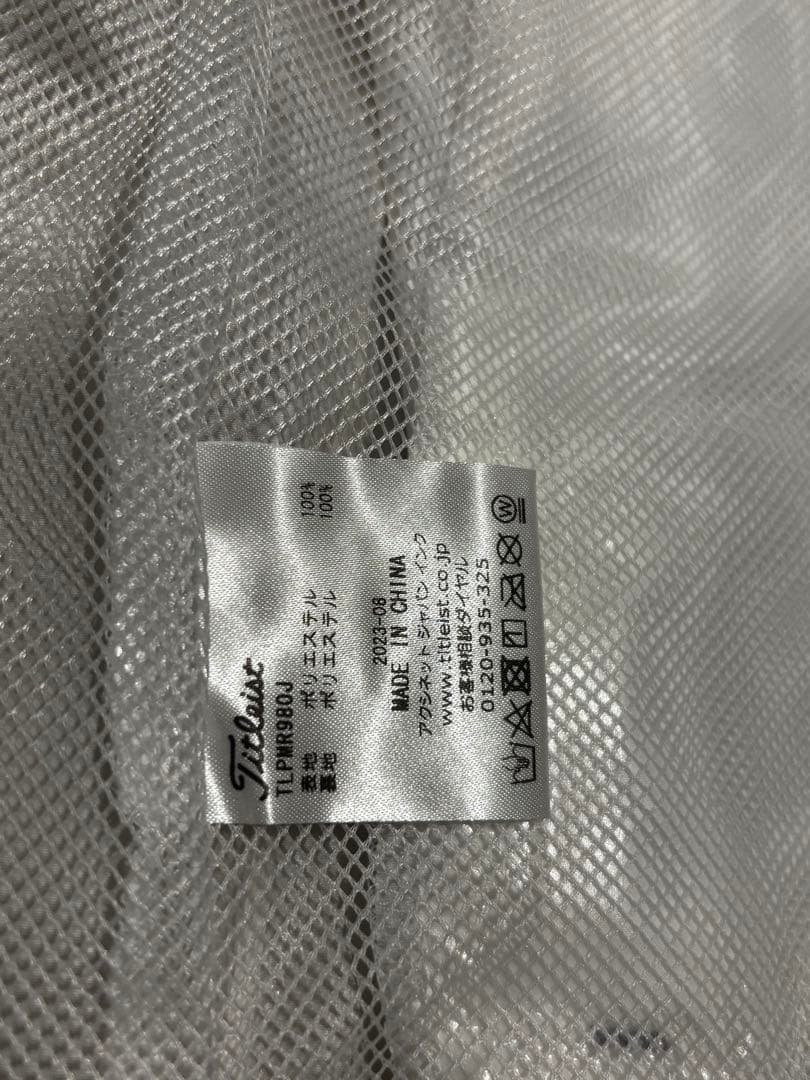 Titleist
TLPMR980J
表地 ポリエステル 100%
裏地 ポリエステル 100%
2023-08
MADE IN CHINA
アクシネット ジャパン インク
www.titleist.co.jp
お客様相談ダイヤル
0120-935-325
W